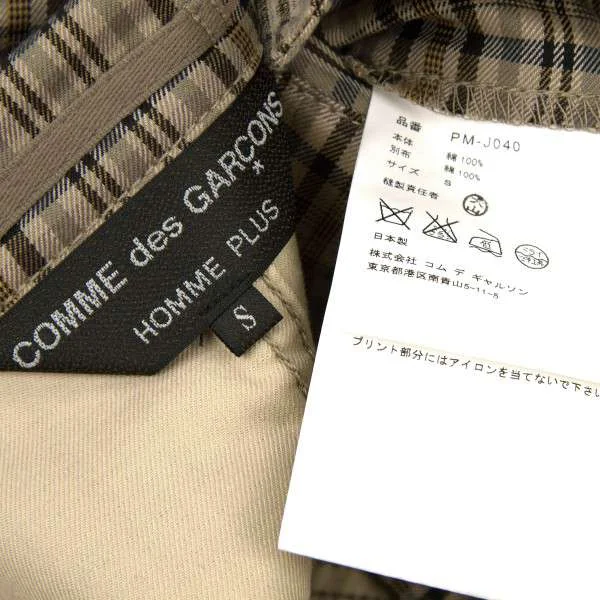 COMME des GARÇONS
HOMME PLUS
S
品番 PM-J040
本体 綿 100%
別布 綿 100%
サイズ S
縫製責任者
日本製
株式会社 コム デ ギャルソン
東京都港区南青山5-11-5
プリント部分にはアイロンを当てないで下さい